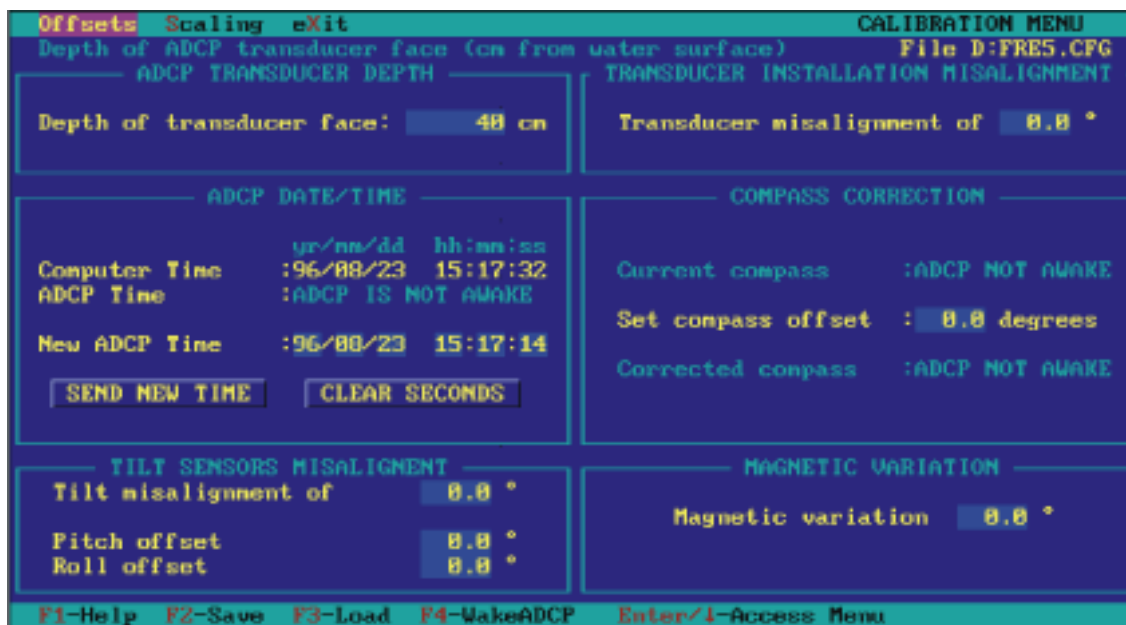 Offsets Scaling eXit CALIBRATION MENU
Depth of ADCP transducer face (cm from water surface) File D:FRE5.CFG
ADCP TRANSDUCER DEPTH
Depth of transducer face: 40 cm
TRANSDUCER INSTALLATION MISALIGNMENT
Transducer misalignment of 0.0 °
ADCP DATE/TIME
yr/mm/dd hh:mm:ss
Computer Time :96/08/23 15:17:32
ADCP Time :ADCP IS NOT AWAKE
New ADCP Time :96/08/23 15:17:14
SEND NEW TIME CLEAR SECONDS
COMPASS CORRECTION
Current compass :ADCP NOT AWAKE
Set compass offset : 0.0 degrees
Corrected compass :ADCP NOT AWAKE
TILT SENSORS MISALIGNMENT
Tilt misalignment of 0.0 °
Pitch offset 0.0 °
Roll offset 0.0 °
MAGNETIC VARIATION
Magnetic variation 0.0 °
F1-Help F2-Save F3-Load F4-WakeADCP Enter/↓-Access Menu